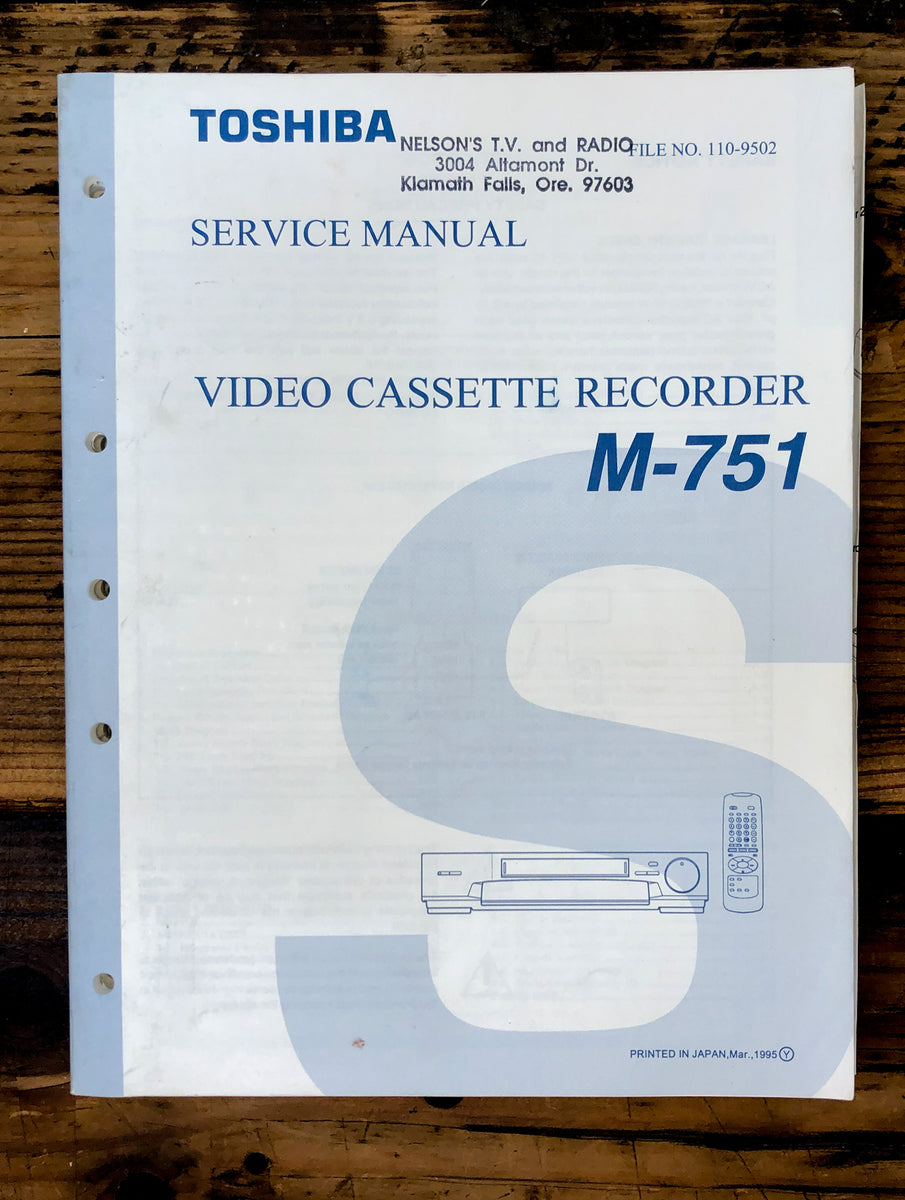 TOSHIBA
NELSON'S T.V. and RADIO
FILE NO. 110-9502
3004 Altamont Dr.
Klamath Falls, Ore. 97603
SERVICE MANUAL
VIDEO CASSETTE RECORDER
M-751
PRINTED IN JAPAN,Mar.,1995 Ⓨ